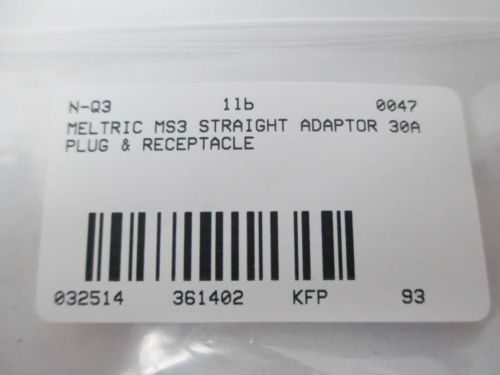 N-Q3 1lb 0047
MELTRIC MS3 STRAIGHT ADAPTOR 30A
PLUG & RECEPTACLE
032514 361402 KFP 93